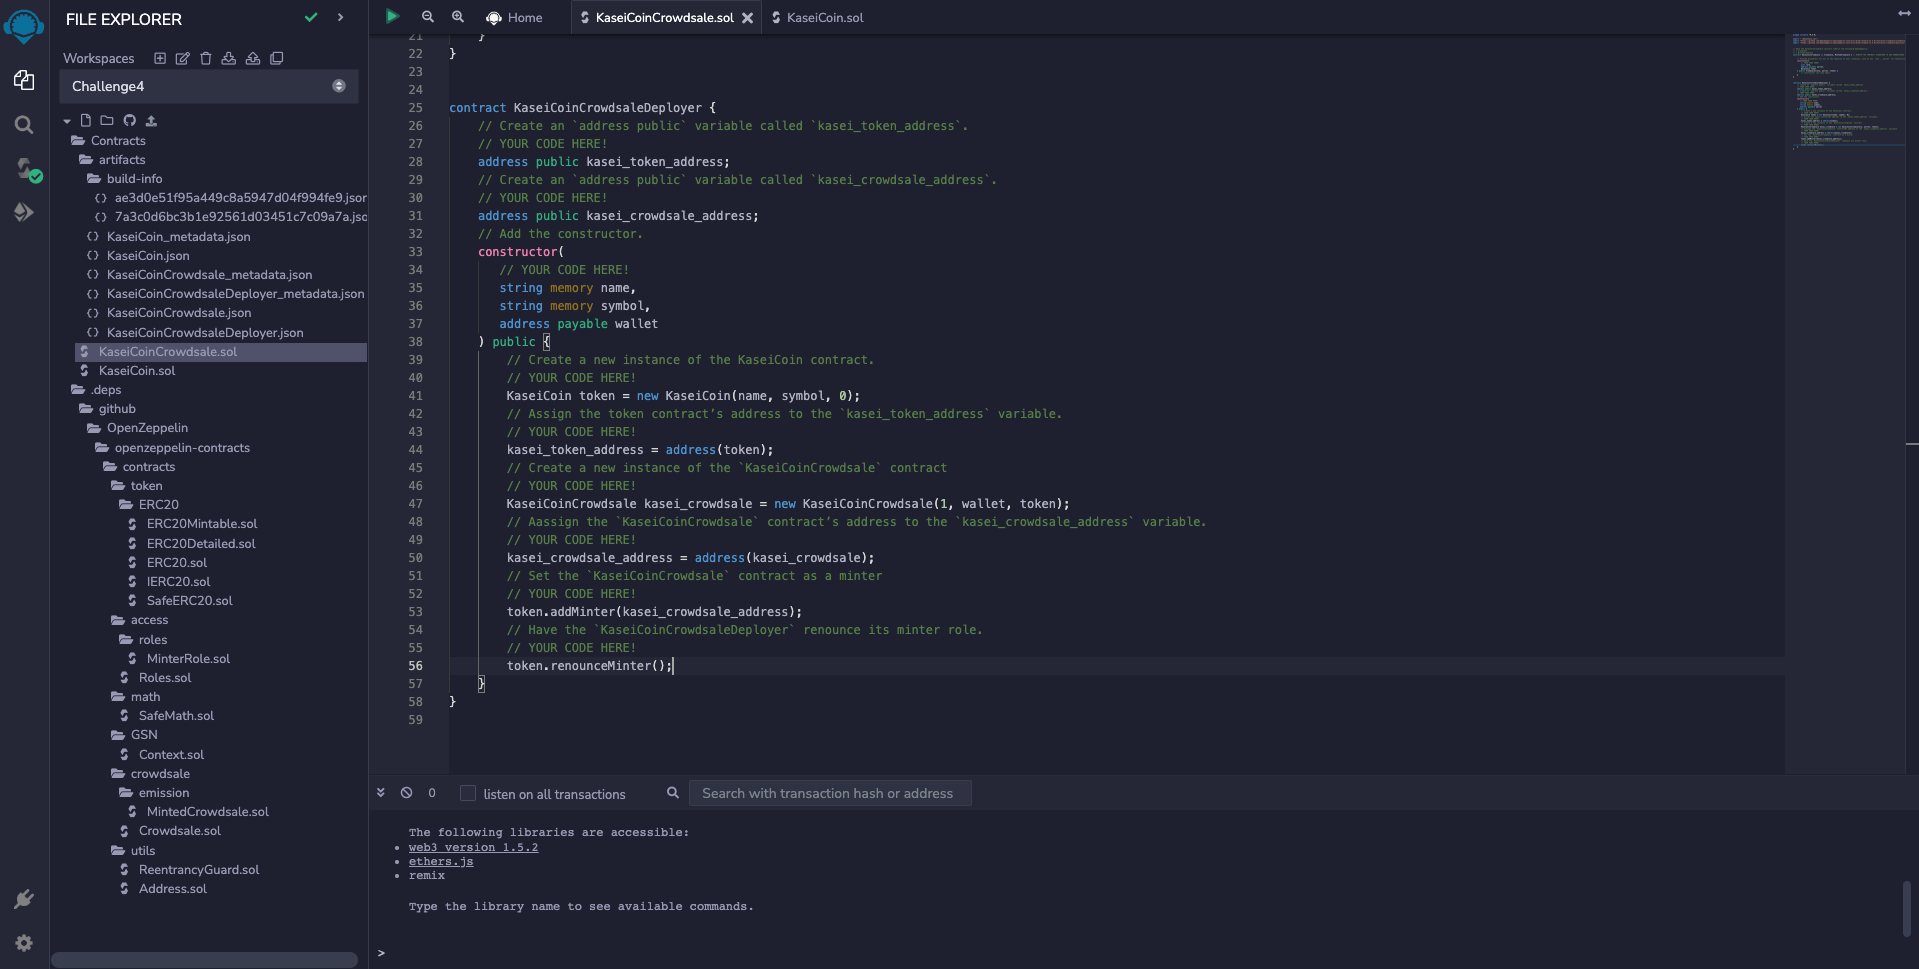 FILE EXPLORER
Workspaces
Challenge4
Contracts
artifacts
build-info
ae3d0e51f95a449c8a5947d04f994fe9.jsor
7a3c0d6bc3b1e92561d03451c7c09a7a.jsc
KaseiCoin_metadata.json
KaseiCoin.json
KaseiCoinCrowdsale_metadata.json
KaseiCoinCrowdsaleDeployer_metadata.json
KaseiCoinCrowdsale.json
KaseiCoinCrowdsaleDeployer.json
KaseiCoinCrowdsale.sol
KaseiCoin.sol
.deps
github
OpenZeppelin
openzeppelin-contracts
contracts
token
ERC20
ERC20Mintable.sol
ERC20Detailed.sol
ERC20.sol
IERC20.sol
SafeERC20.sol
access
roles
MinterRole.sol
Roles.sol
math
SafeMath.sol
GSN
Context.sol
crowdsale
emission
MintedCrowdsale.sol
Crowdsale.sol
utils
ReentrancyGuard.sol
Address.sol
Home
KaseiCoinCrowdsale.sol
KaseiCoin.sol
21 }
22 }
23
24
25 contract KaseiCoinCrowdsaleDeployer {
26 // Create an `address public` variable called `kasei_token_address`.
27 // YOUR CODE HERE!
28 address public kasei_token_address;
29 // Create an `address public` variable called `kasei_crowdsale_address`.
30 // YOUR CODE HERE!
31 address public kasei_crowdsale_address;
32 // Add the constructor.
33 constructor(
34 // YOUR CODE HERE!
35 string memory name,
36 string memory symbol,
37 address payable wallet
38 ) public {
39 // Create a new instance of the KaseiCoin contract.
40 // YOUR CODE HERE!
41 KaseiCoin token = new KaseiCoin(name, symbol, 0);
42 // Assign the token contract’s address to the `kasei_token_address` variable.
43 // YOUR CODE HERE!
44 kasei_token_address = address(token);
45 // Create a new instance of the `KaseiCoinCrowdsale` contract
46 // YOUR CODE HERE!
47 KaseiCoinCrowdsale kasei_crowdsale = new KaseiCoinCrowdsale(1, wallet, token);
48 // Aassign the `KaseiCoinCrowdsale` contract’s address to the `kasei_crowdsale_address` variable.
49 // YOUR CODE HERE!
50 kasei_crowdsale_address = address(kasei_crowdsale);
51 // Set the `KaseiCoinCrowdsale` contract as a minter
52 // YOUR CODE HERE!
53 token.addMinter(kasei_crowdsale_address);
54 // Have the `KaseiCoinCrowdsaleDeployer` renounce its minter role.
55 // YOUR CODE HERE!
56 token.renounceMinter();
57 }
58 }
59
0 listen on all transactions Search with transaction hash or address
The following libraries are accessible:
• web3 version 1.5.2
• ethers.js
• remix
Type the library name to see available commands.
>